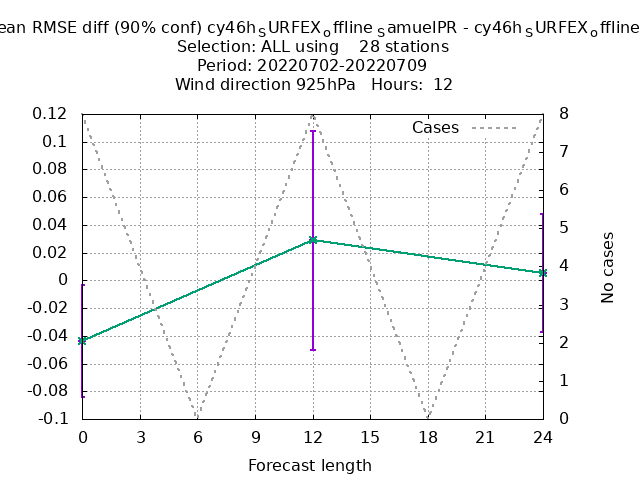 ean RMSE diff (90% conf) cy46hSURFEXoffline SamuelPR - cy46hSURFEXoffline
Selection: ALL using 28 stations
Period: 20220702-20220709
Wind direction 925hPa Hours: 12
Cases
0.12
0.1
0.08
0.06
0.04
0.02
0
-0.02
-0.04
-0.06
-0.08
-0.1
8
7
6
5
4
3
2
1
0
No cases
0 3 6 9 12 15 18 21 24
Forecast length